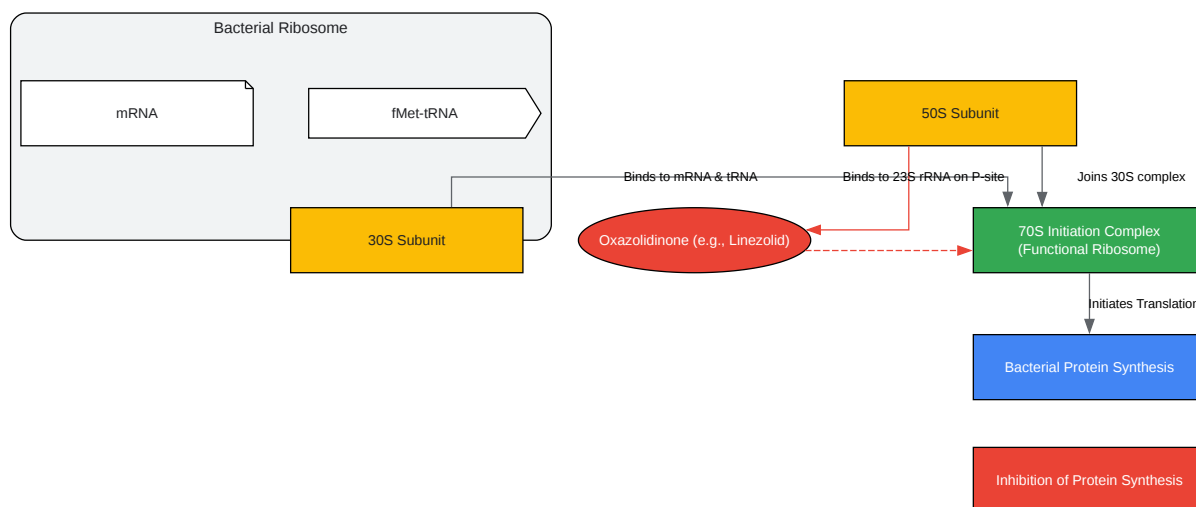 Bacterial Ribosome
mRNA
fMet-tRNA
50S Subunit
Binds to mRNA & tRNA
Binds to 23S rRNA on P-site
Joins 30S complex
30S Subunit
Oxazolidinone (e.g., Linezolid)
70S Initiation Complex
(Functional Ribosome)
Initiates Translation
Bacterial Protein Synthesis
Inhibition of Protein Synthesis